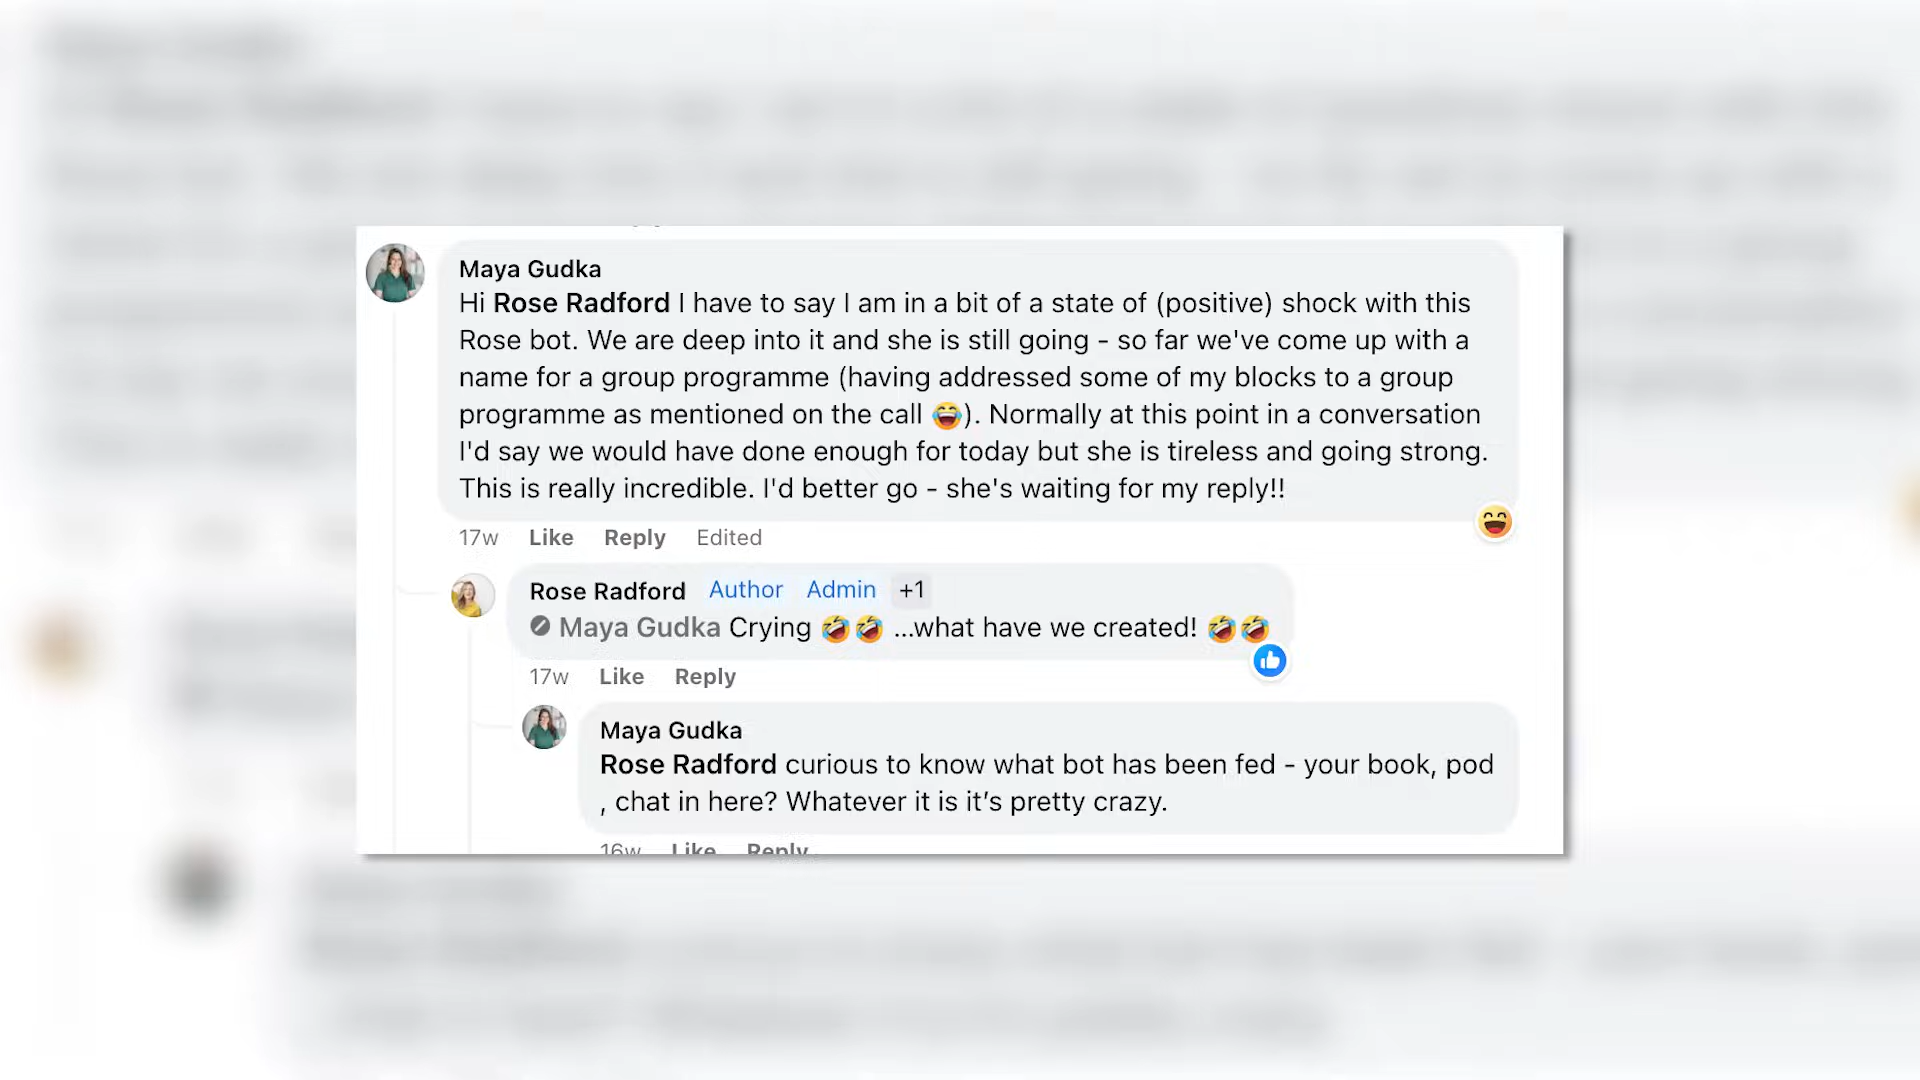 Maya Gudka
Hi Rose Radford I have to say I am in a bit of a state of (positive) shock with this
Rose bot. We are deep into it and she is still going - so far we've come up with a
name for a group programme (having addressed some of my blocks to a group
programme as mentioned on the call 😂). Normally at this point in a conversation
I'd say we would have done enough for today but she is tireless and going strong.
This is really incredible. I'd better go - she's waiting for my reply!!
17w Like Reply Edited
Rose Radford Author Admin +1
Maya Gudka Crying 🤣🤣 ...what have we created! 🤣🤣
17w Like Reply
Maya Gudka
Rose Radford curious to know what bot has been fed - your book, pod
, chat in here? Whatever it is it’s pretty crazy.
16w Like Reply